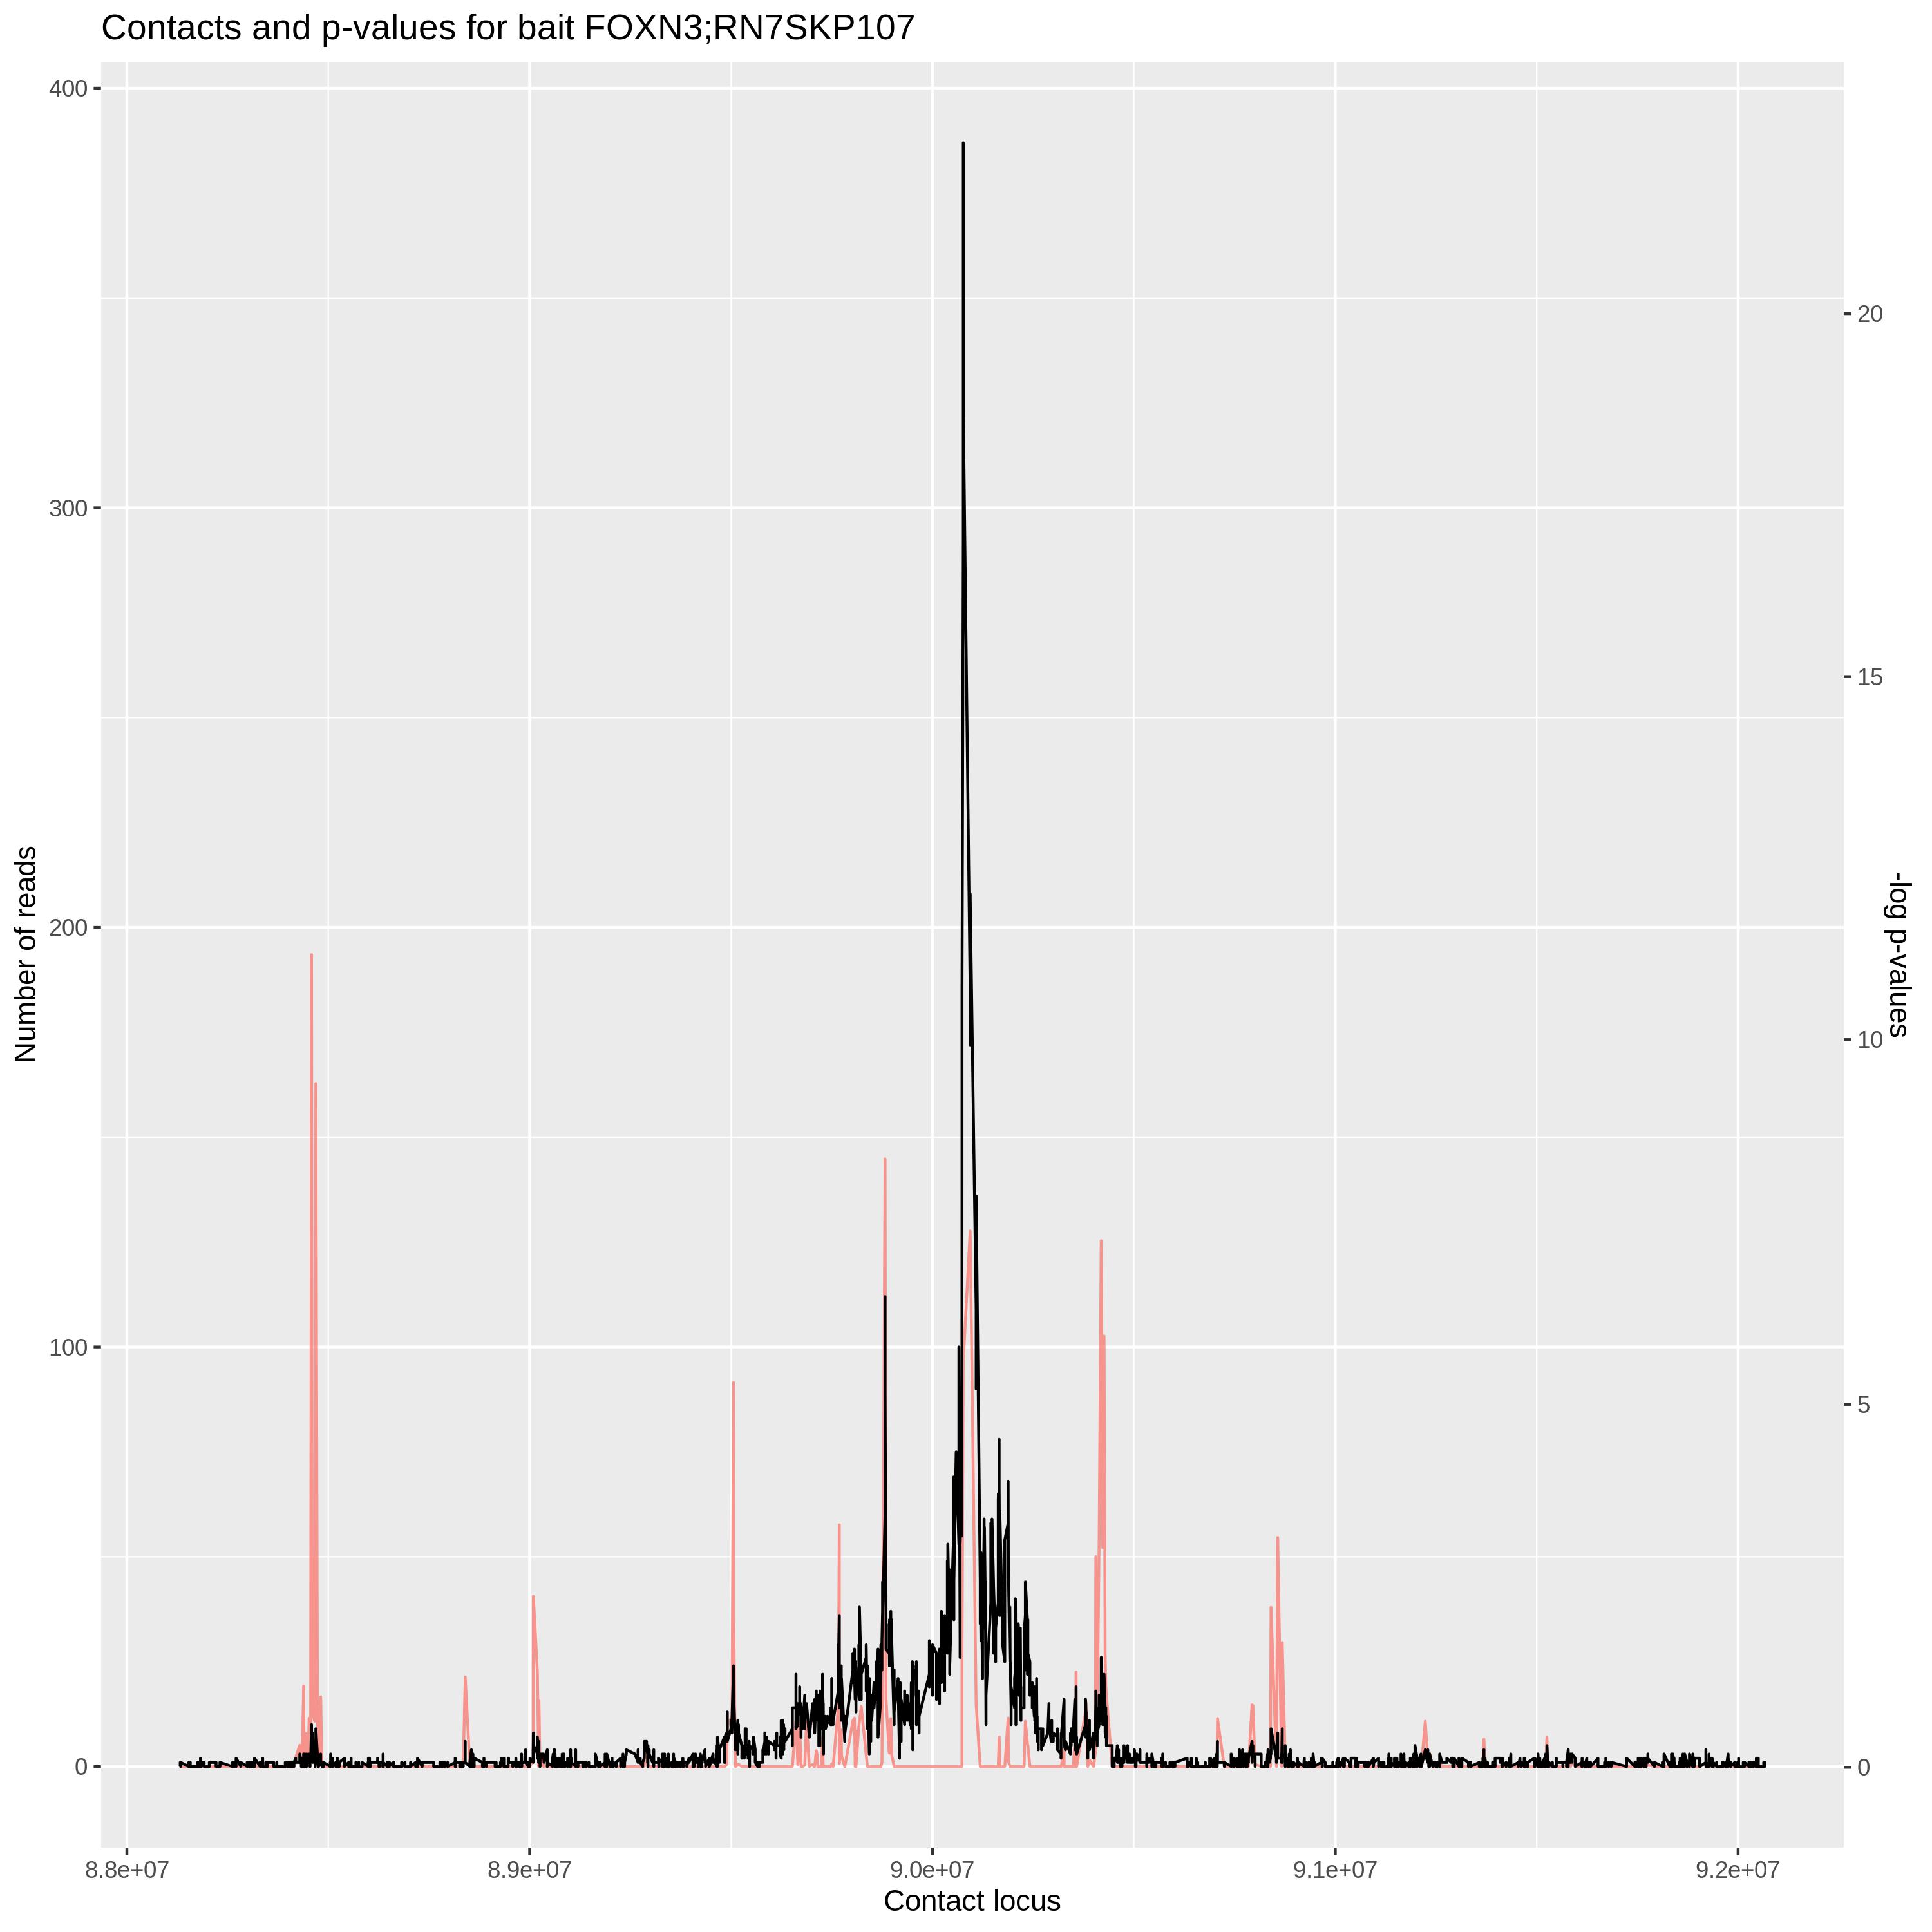 Contacts and p-values for bait FOXN3;RN7SKP107
400
300
200
100
0
Number of reads
20
15
10
5
0
-log p-values
8.8e+07
8.9e+07
9.0e+07
9.1e+07
9.2e+07
Contact locus